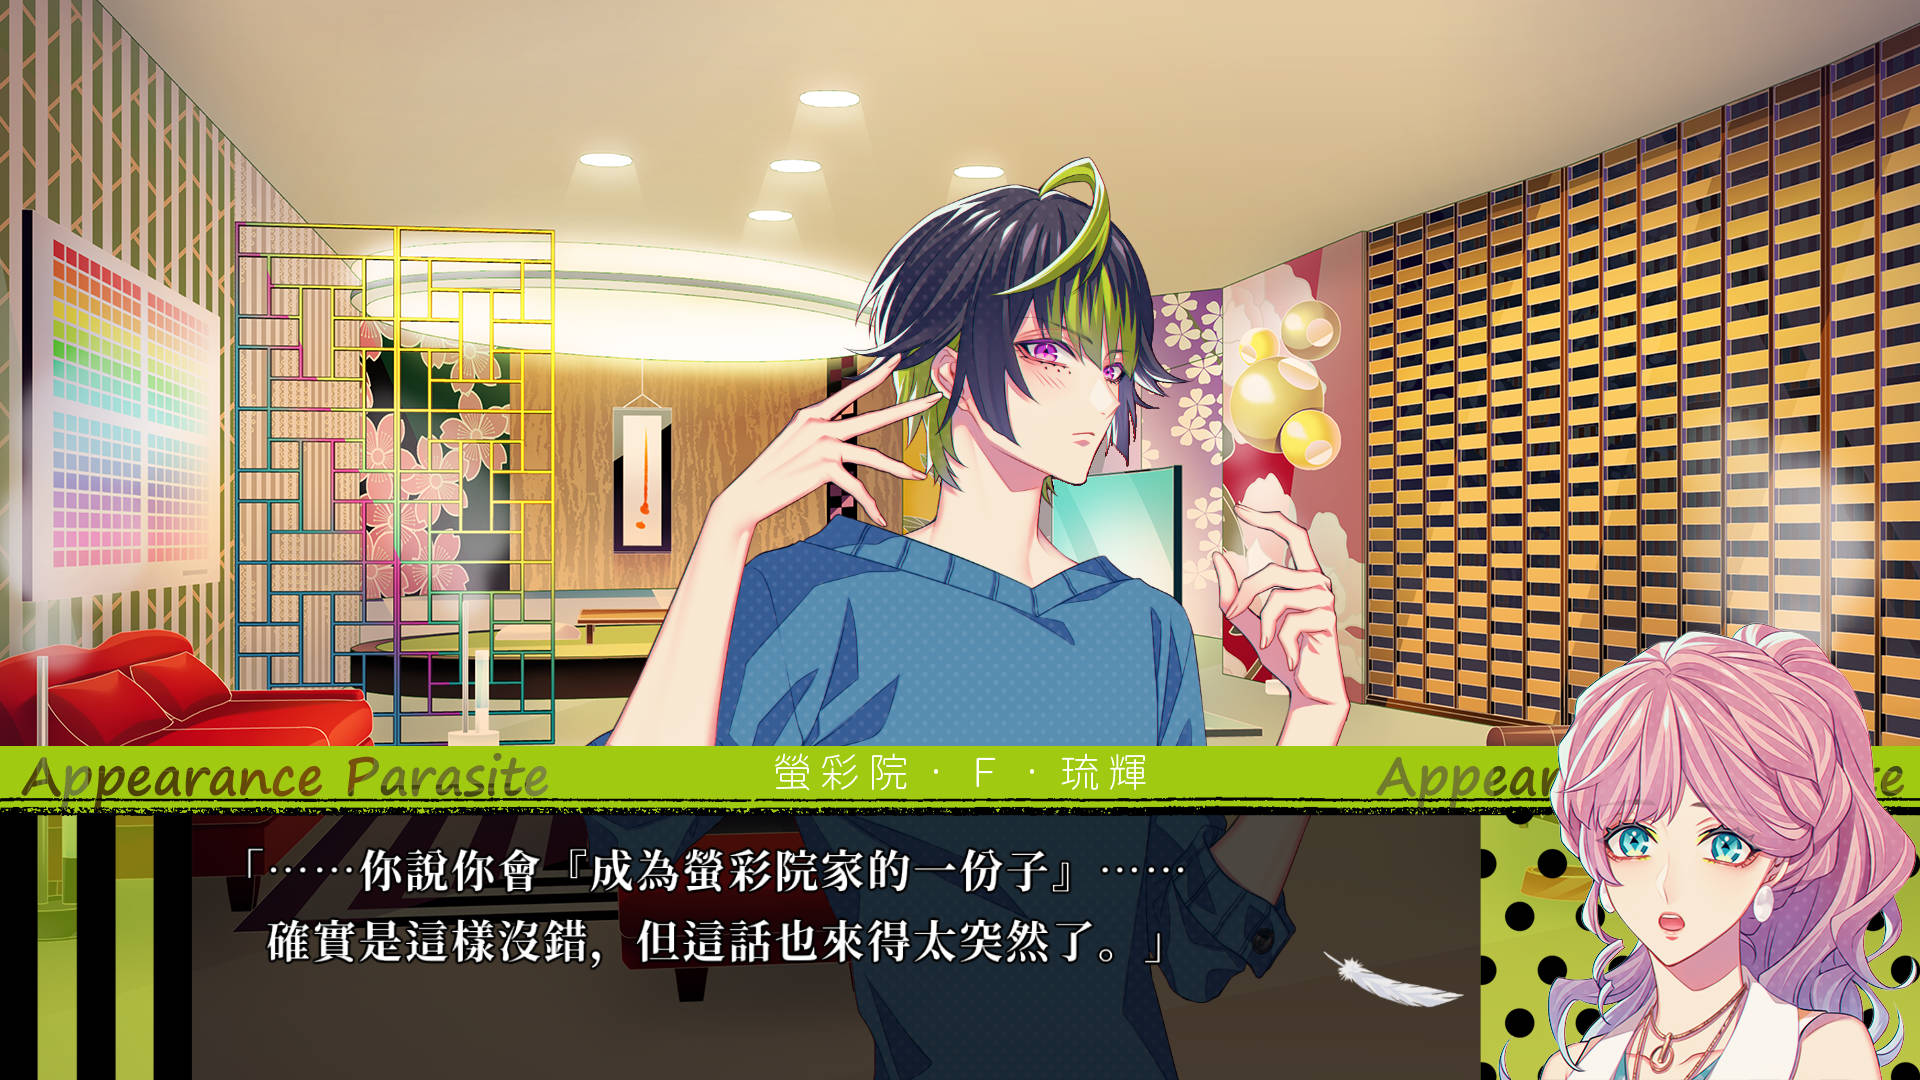 Appearance Parasite
螢彩院・F・琉輝
Appear
te
「……你說你會『成為螢彩院家的一份子』……
確實是這樣沒錯，但這話也來得太突然了。」